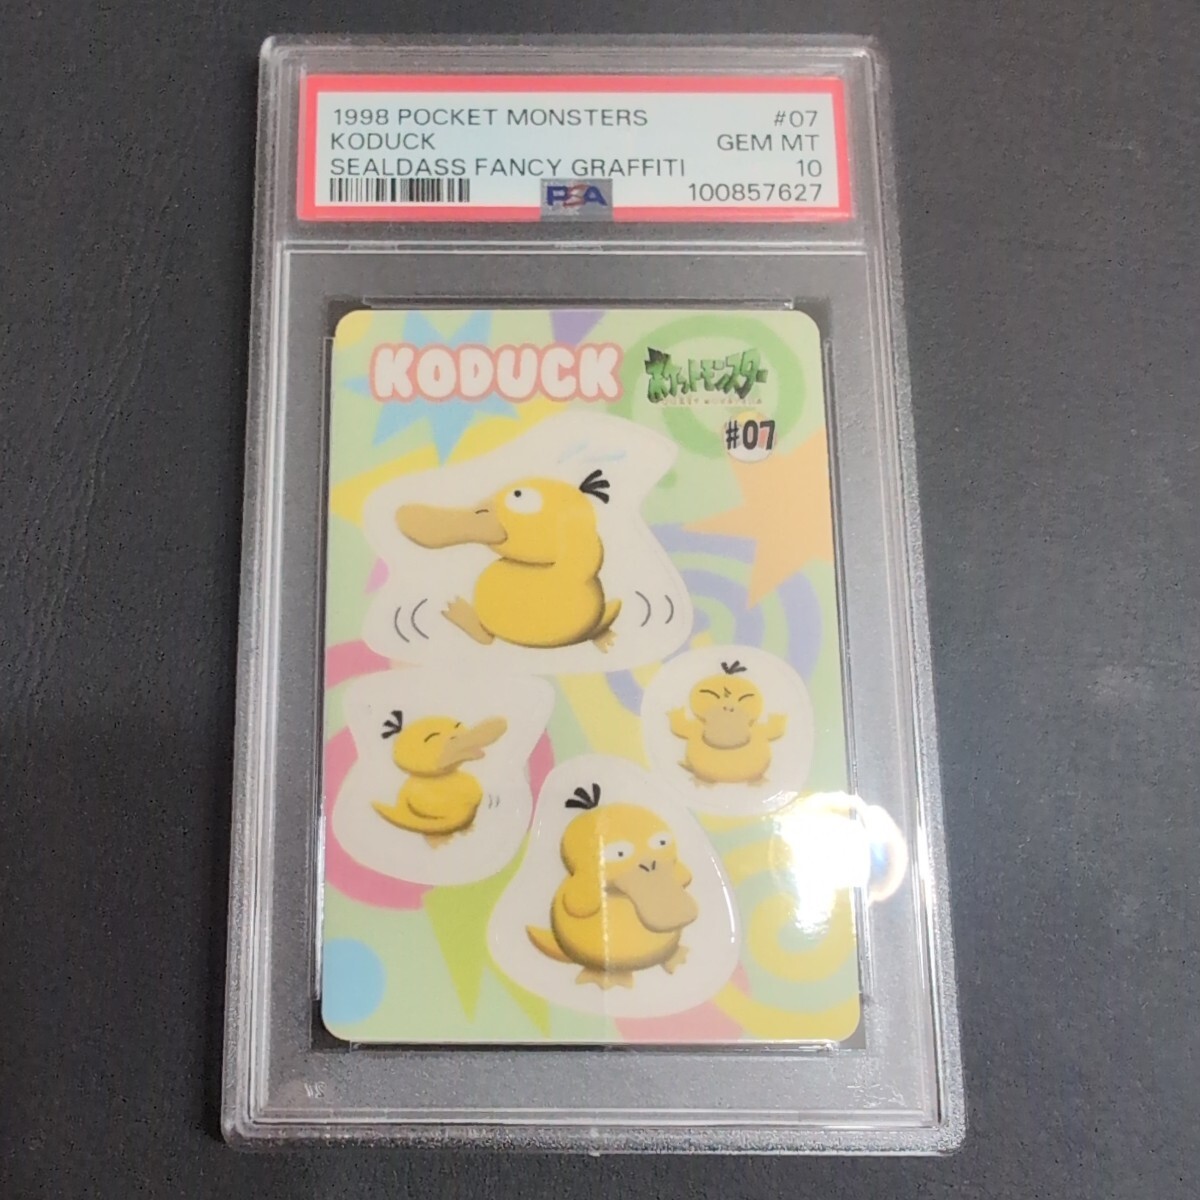 1998 POCKET MONSTERS #07
KODUCK GEM MT
SEALDASS FANCY GRAFFITI 10
PSA 100857627
KODUCK
ポケットモンスター
#07